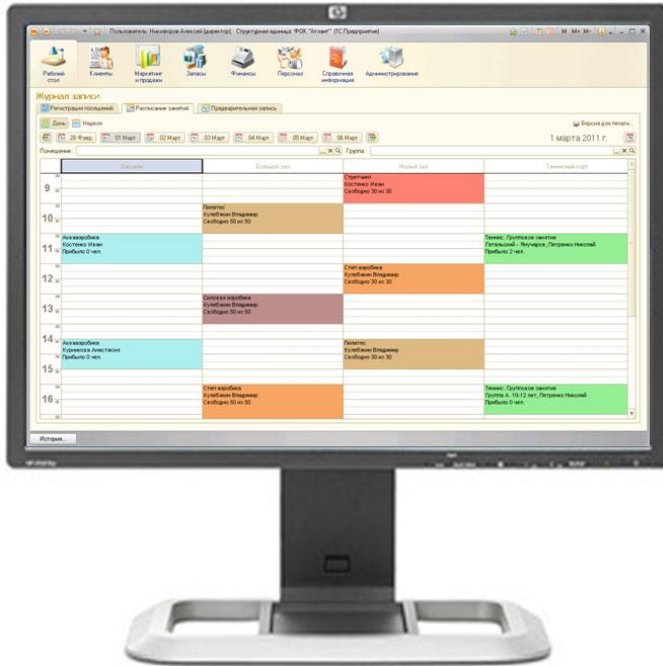 hp
Пользователь: Никифоров Алексей (директор), Структурная единица: ФОК "Атлант" (1С:Предприятие)
M M+ M-
Рабочий стол
Клиенты
Маркетинг и продажи
Запасы
Финансы
Персонал
Справочная информация
Администрирование
Журнал записи
Регистрация посещений
Расписание занятий
Предварительная запись
День
Неделя
Версия для печати...
28 Февр.
01 Март
02 Март
03 Март
04 Март
05 Март
06 Март
1 марта 2011 г.
Помещение:
Группа:
Бассейн
Большой зал
Малый зал
Теннисный корт
9
Стретчинг
Костенко Иван
Свободно 30 из 30
10
Пилатес
Кулебякин Владимир
Свободно 50 из 50
11
Аквааэробика
Костенко Иван
Прибыло 0 чел.
Теннис. Групповое занятие
Петренко Николай
Прибыло 2 чел.
12
Степ аэробика
Кулебякин Владимир
Свободно 30 из 30
13
Силовая аэробика
Кулебякин Владимир
Свободно 50 из 50
14
Аквааэробика
Курникова Анастасия
Прибыло 0 чел.
Пилатес
Кулебякин Владимир
Свободно 30 из 30
15
16
Степ аэробика
Кулебякин Владимир
Свободно 50 из 50
Теннис. Групповое занятие
Группа А. 10-12 лет, Петренко Николай
Прибыло 0 чел.
История...